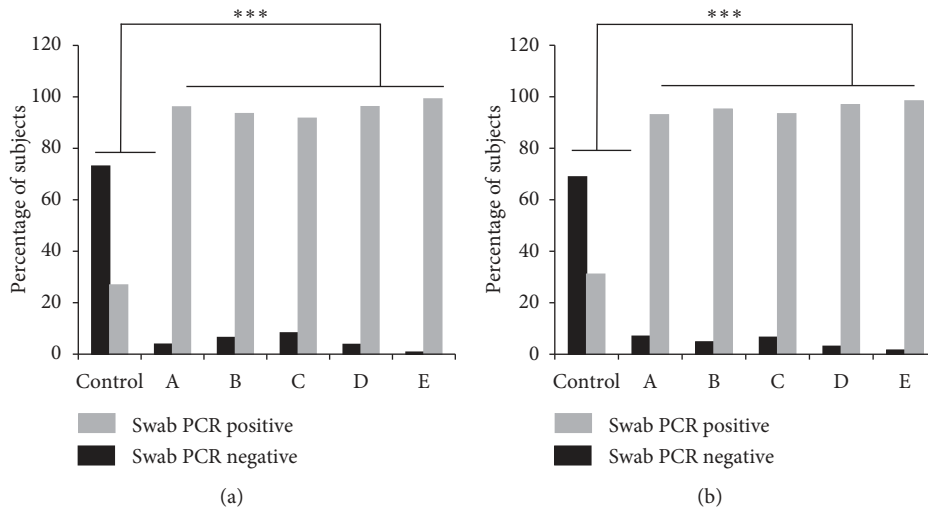 ***
120
100
80
60
40
20
0
Percentage of subjects
Control A B C D E
Swab PCR positive
Swab PCR negative
(a)
***
120
100
80
60
40
20
0
Percentage of subjects
Control A B C D E
Swab PCR positive
Swab PCR negative
(b)